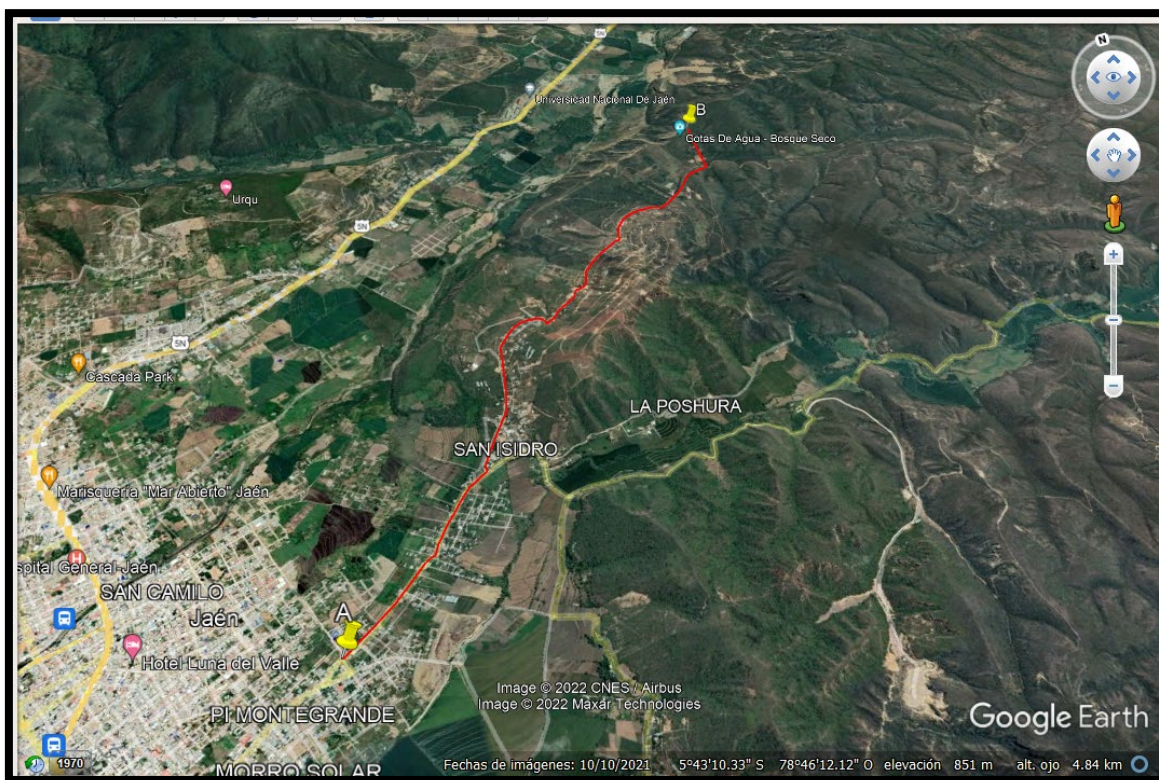 5N
N
Universidad Nacional De Jaén
B
Gotas De Agua - Bosque Seco
Urqu
5N
5N
Cascada Park
LA POSHURA
SAN ISIDRO
Marisquería "Mar Abierto" Jaén
H
spital General-Jaén
SAN CAMILO
Jaén
A
Hotel Luna del Valle
Image © 2022 CNES / Airbus
Image © 2022 Maxar Technologies
PI MONTEGRANDE
Google Earth
MORRO SOLAR
1970
Fechas de imágenes: 10/10/2021 5°43'10.33" S 78°46'12.12" O elevación 851 m alt. ojo 4.84 km